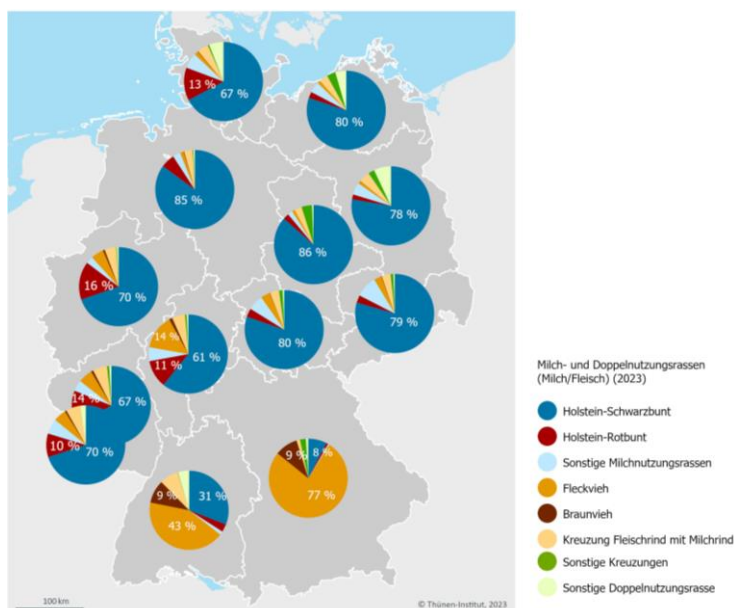 13 %
67 %
80 %
85 %
78 %
86 %
16 %
70 %
79 %
80 %
14 %
61 %
11 %
67 %
14 %
10 %
70 %
31 %
9 %
43 %
8 %
9 %
77 %
Milch- und Doppelnutzungsrassen
(Milch/Fleisch) (2023)
Holstein-Schwarzbunt
Holstein-Rotbunt
Sonstige Milchnutzungsrassen
Fleckvieh
Braunvieh
Kreuzung Fleischrind mit Milchrind
Sonstige Kreuzungen
Sonstige Doppelnutzungsrasse
100 km
© Thünen-Institut, 2023